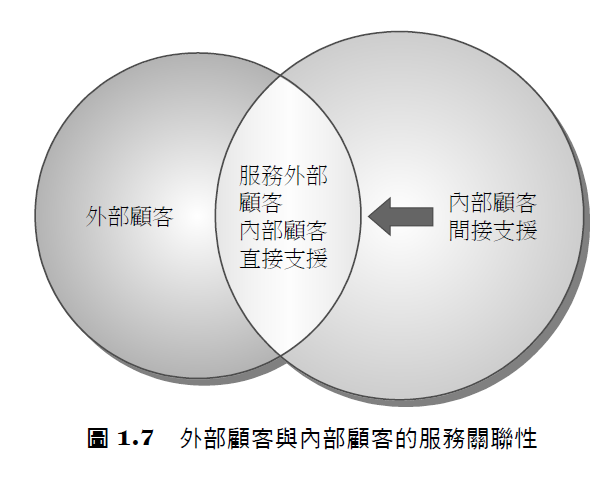 外部顧客
服務外部
顧客
內部顧客
直接支援
內部顧客
間接支援
圖 1.7 外部顧客與內部顧客的服務關聯性